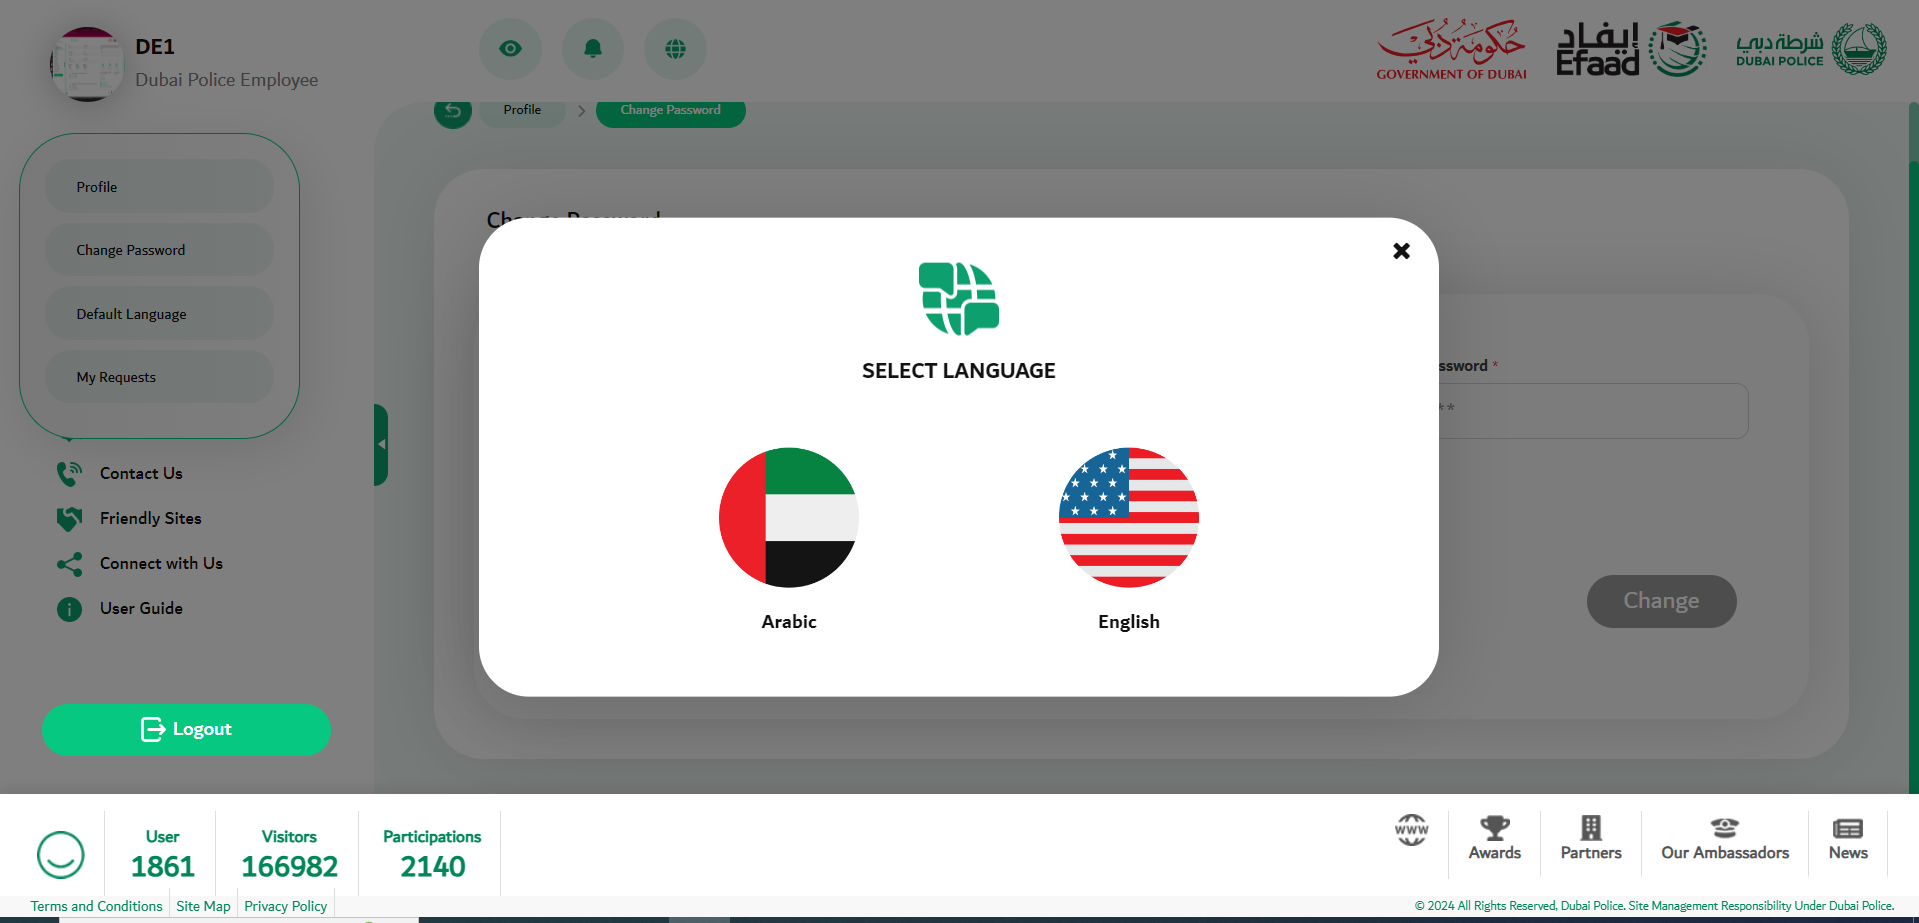 DE1
Dubai Police Employee
حكومة دبي
GOVERNMENT OF DUBAI
إيفاد
Efaad
شرطة دبي
DUBAI POLICE
Profile
Change Password
Profile
Change Password
Default Language
My Requests
Change Password
SELECT LANGUAGE
Arabic
English
ssword *
**
Change
Contact Us
Friendly Sites
Connect with Us
User Guide
Logout
User
1861
Visitors
166982
Participations
2140
WWW
Awards
Partners
Our Ambassadors
News
Terms and Conditions
Site Map
Privacy Policy
© 2024 All Rights Reserved, Dubai Police. Site Management Responsibility Under Dubai Police.